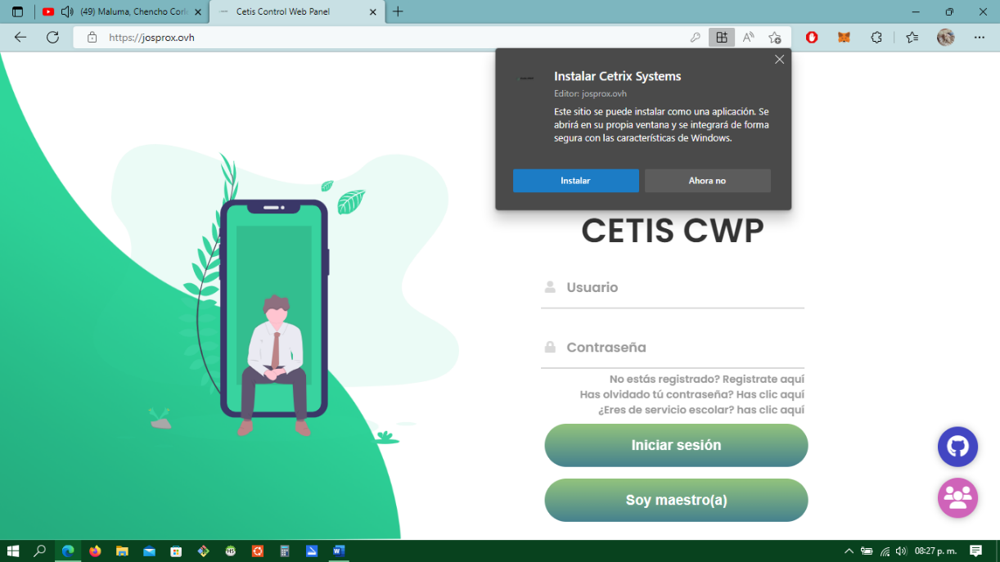 (49) Maluma, Chencho Cork
Cetis Control Web Panel
https://josprox.ovh
Instalar Cetrix Systems
Editor: josprox.ovh
Este sitio se puede instalar como una aplicación. Se
abrirá en su propia ventana y se integrará de forma
segura con las características de Windows.
Instalar
Ahora no
CETIS CWP
Usuario
Contraseña
No estás registrado? Regístrate aquí
Has olvidado tú contraseña? Has clic aquí
¿Eres de servicio escolar? has clic aquí
Iniciar sesión
Soy maestro(a)
08:27 p. m.